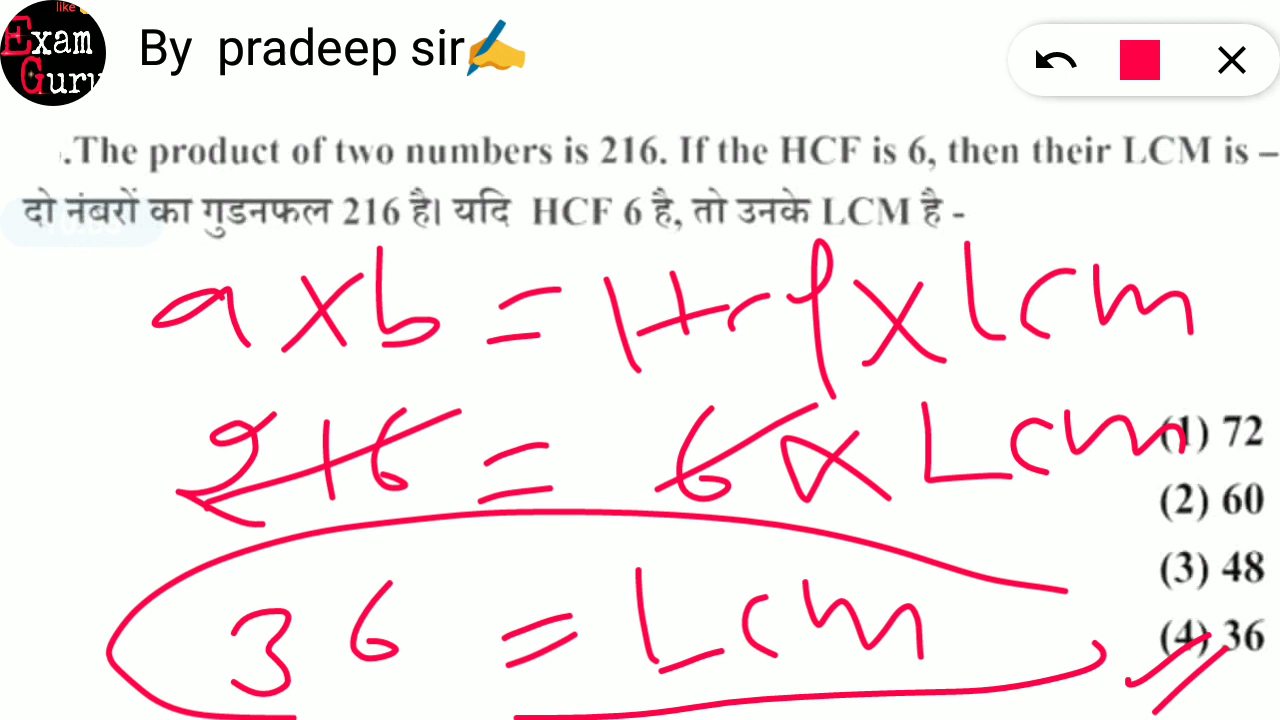 like
Exam
Guru
By pradeep sir✍️
.The product of two numbers is 216. If the HCF is 6, then their LCM is –
दो नंबरों का गुडनफल 216 है। यदि HCF 6 है, तो उनके LCM है -
a × b = Hcf × Lcm
216 = 6 × Lcm
36 = Lcm
(1) 72
(2) 60
(3) 48
(4) 36